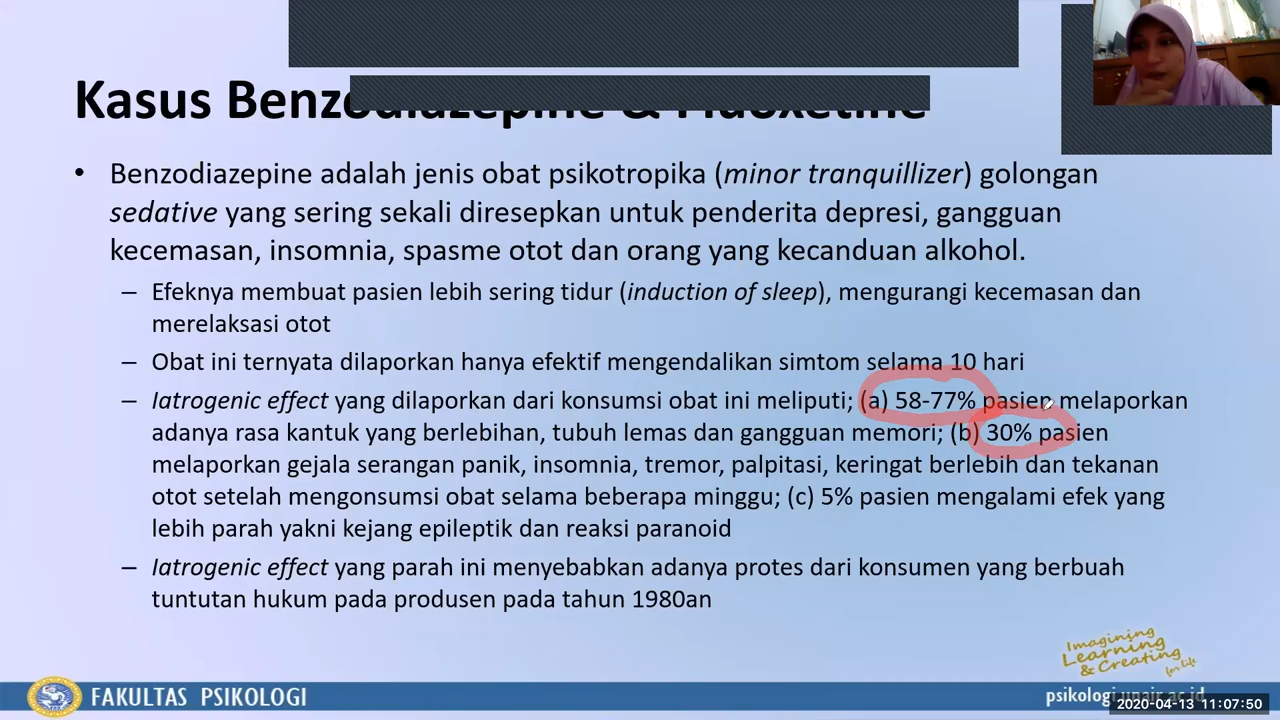 Kasus Benzodiazepine & Fluoxetine
• Benzodiazepine adalah jenis obat psikotropika (minor tranquillizer) golongan
sedative yang sering sekali diresepkan untuk penderita depresi, gangguan
kecemasan, insomnia, spasme otot dan orang yang kecanduan alkohol.
– Efeknya membuat pasien lebih sering tidur (induction of sleep), mengurangi kecemasan dan
merelaksasi otot
– Obat ini ternyata dilaporkan hanya efektif mengendalikan simtom selama 10 hari
– Iatrogenic effect yang dilaporkan dari konsumsi obat ini meliputi; (a) 58-77% pasien melaporkan
adanya rasa kantuk yang berlebihan, tubuh lemas dan gangguan memori; (b) 30% pasien
melaporkan gejala serangan panik, insomnia, tremor, palpitasi, keringat berlebih dan tekanan
otot setelah mengonsumsi obat selama beberapa minggu; (c) 5% pasien mengalami efek yang
lebih parah yakni kejang epileptik dan reaksi paranoid
– Iatrogenic effect yang parah ini menyebabkan adanya protes dari konsumen yang berbuah
tuntutan hukum pada produsen pada tahun 1980an
Imagining
Learning
& Creating
for life
FAKULTAS PSIKOLOGI
psikologi.unair.ac.id
2020-04-13 11:07:50